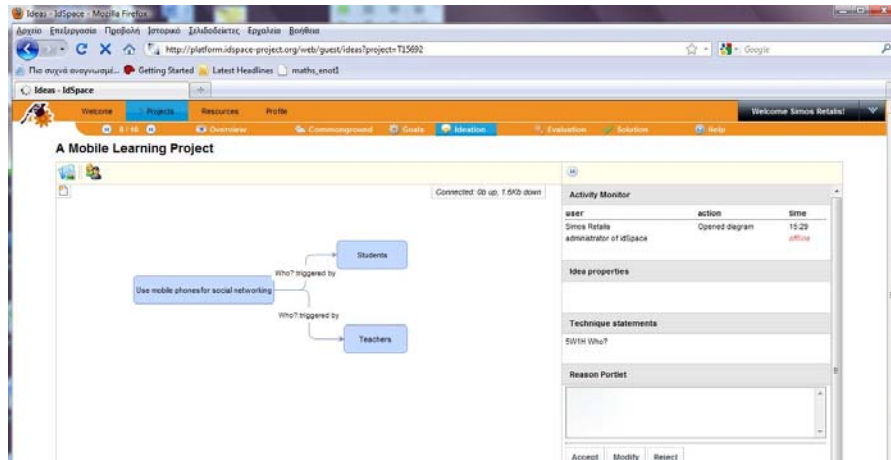 Ideas - IdSpace - Mozilla Firefox
Αρχείο Επεξεργασία Προβολή Ιστορικό Σελιδοδείκτες Εργαλεία Βοήθεια
http://platform.idspace-project.org/web/guest/ideas?project=T15692
Google
Πιο συχνά αναγνωσμέ... Getting Started Latest Headlines maths_enot1
Ideas - IdSpace
Welcome Projects Resources Profile Welcome Simos Retalis!
Overview Commonground Goals Ideation Evaluation Solution Help
A Mobile Learning Project
Connected: 0b up, 1.6Kb down
Students
Who? triggered by
Use mobile phones for social networking
Who? triggered by
Teachers
Activity Monitor
user action time
Simos Retalis Opened diagram 15:29
administrator of idSpace offline
Idea properties
Technique statements
5W1H Who?
Reason Portlet
Accept Modify Reject